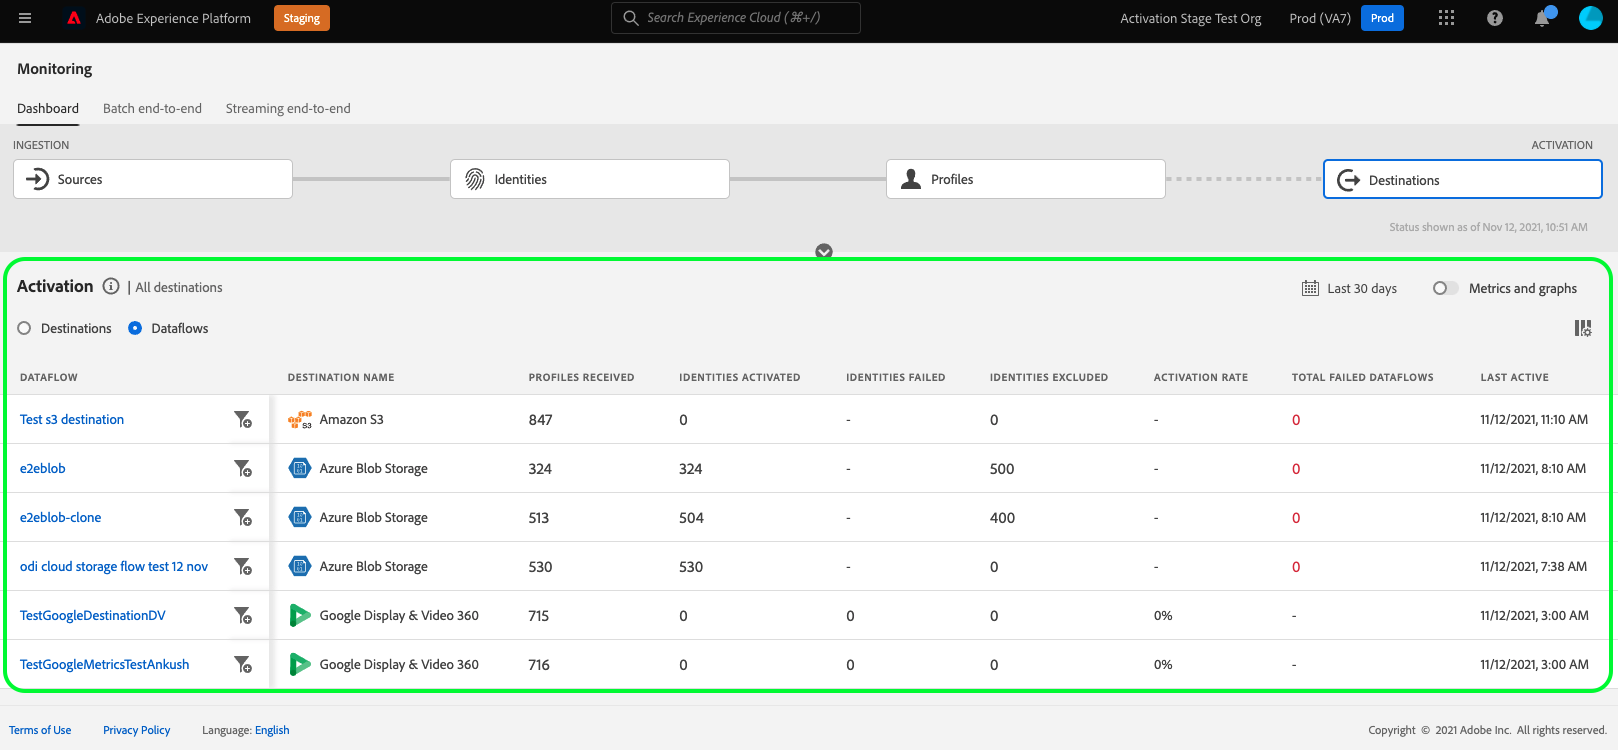 Adobe Experience Platform Staging Search Experience Cloud (⌘+/) Activation Stage Test Org Prod (VA7) Prod
Monitoring
Dashboard Batch end-to-end Streaming end-to-end
INGESTION ACTIVATION
Sources Identities Profiles Destinations
Status shown as of Nov 12, 2021, 10:51 AM
Activation | All destinations Last 30 days Metrics and graphs
Destinations Dataflows
DATAFLOW DESTINATION NAME PROFILES RECEIVED IDENTITIES ACTIVATED IDENTITIES FAILED IDENTITIES EXCLUDED ACTIVATION RATE TOTAL FAILED DATAFLOWS LAST ACTIVE
Test s3 destination S3 Amazon S3 847 0 - 0 - 0 11/12/2021, 11:10 AM
e2eblob Azure Blob Storage 324 324 - 500 - 0 11/12/2021, 8:10 AM
e2eblob-clone Azure Blob Storage 513 504 - 400 - 0 11/12/2021, 8:10 AM
odi cloud storage flow test 12 nov Azure Blob Storage 530 530 - 0 - 0 11/12/2021, 7:38 AM
TestGoogleDestinationDV Google Display & Video 360 715 0 0 0 0% - 11/12/2021, 3:00 AM
TestGoogleMetricsTestAnkush Google Display & Video 360 716 0 0 0 0% - 11/12/2021, 3:00 AM
Terms of Use Privacy Policy Language: English Copyright © 2021 Adobe Inc. All rights reserved.